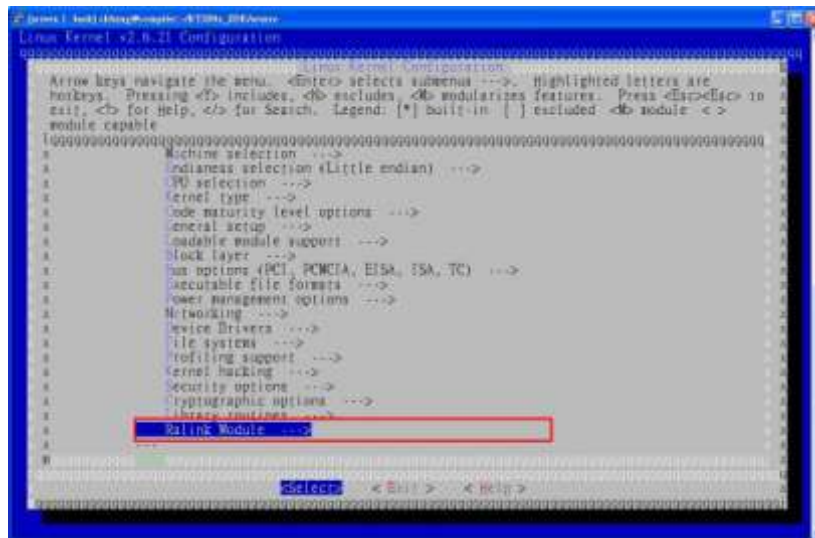 Linux Kernel v2.6.21 Configuration
Linux Kernel Configuration
Arrow keys navigate the menu. <Enter> selects submenus --->. Highlighted letters are
hotkeys. Pressing <Y> includes, <N> excludes, <M> modularizes features. Press <Esc><Esc> to
exit, <?> for Help, </> for Search. Legend: [*] built-in [ ] excluded <M> module < >
module capable
Machine selection --->
Endianess selection (Little endian) --->
CPU selection --->
Kernel type --->
Code maturity level options --->
General setup --->
Loadable module support --->
Block layer --->
Bus options (PCI, PCMCIA, EISA, ISA, TC) --->
Executable file formats --->
Power management options --->
Networking --->
Device Drivers --->
File systems --->
Profiling support --->
Kernel hacking --->
Security options --->
Cryptographic options --->
Library routines --->
Ralink Module --->
---
<Select> < Exit > < Help >